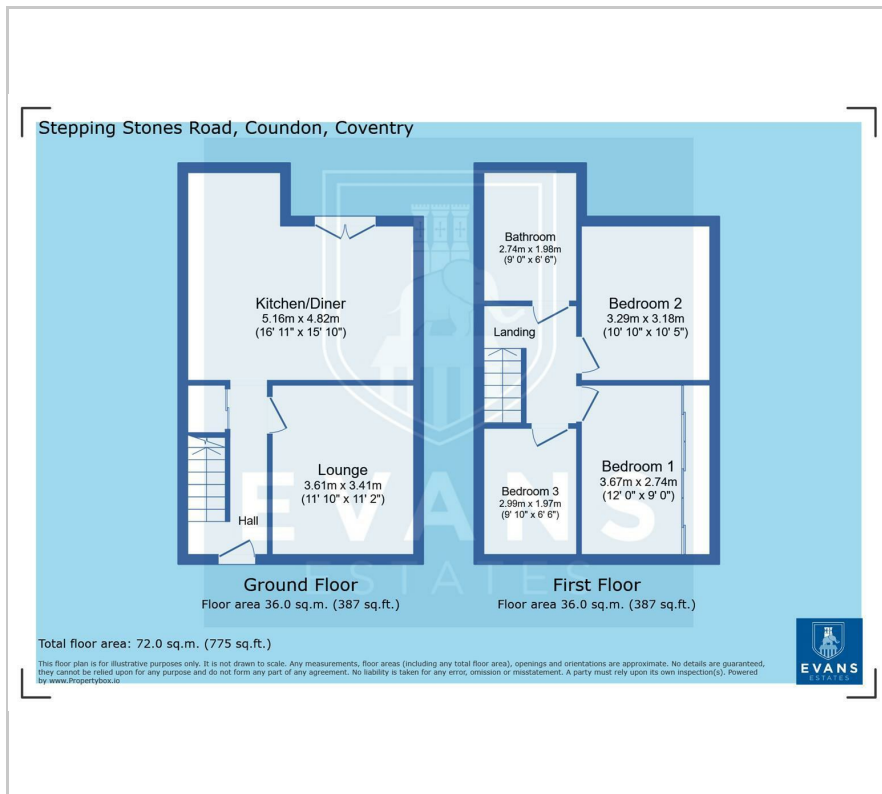 Stepping Stones Road, Coundon, Coventry
Kitchen/Diner
5.16m x 4.82m
(16' 11" x 15' 10")
Lounge
3.61m x 3.41m
(11' 10" x 11' 2")
Hall
Ground Floor
Floor area 36.0 sq.m. (387 sq.ft.)
Bathroom
2.74m x 1.98m
(9' 0" x 6' 6")
Landing
Bedroom 2
3.29m x 3.18m
(10' 10" x 10' 5")
Bedroom 1
3.67m x 2.74m
(12' 0" x 9' 0")
Bedroom 3
2.99m x 1.97m
(9' 10" x 6' 6")
First Floor
Floor area 36.0 sq.m. (387 sq.ft.)
EVANS
ESTATES
Total floor area: 72.0 sq.m. (775 sq.ft.)
This floor plan is for illustrative purposes only. It is not drawn to scale. Any measurements, floor areas (including any total floor area), openings and orientations are approximate. No details are guaranteed,
they cannot be relied upon for any purpose and do not form any part of any agreement. No liability is taken for any error, omission or misstatement. A party must rely upon its own inspection(s). Powered
by www.Propertybox.io
EVANS
ESTATES